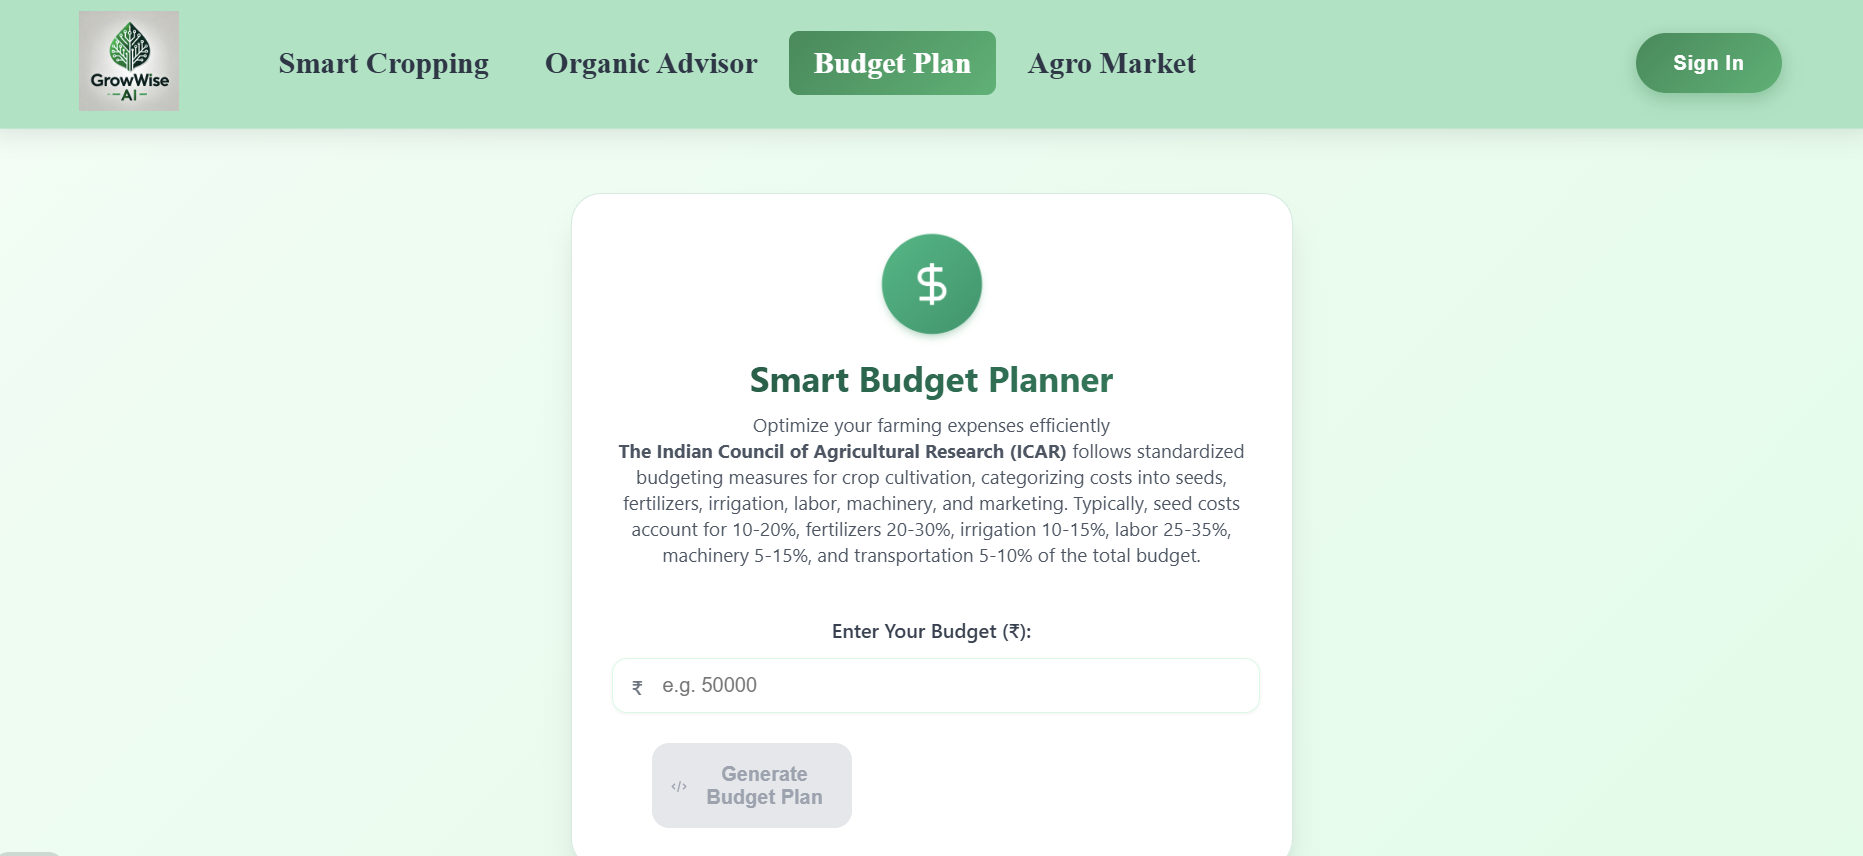 GrowWise
AI
Smart Cropping
Organic Advisor
Budget Plan
Agro Market
Sign In
$
Smart Budget Planner
Optimize your farming expenses efficiently
The Indian Council of Agricultural Research (ICAR) follows standardized
budgeting measures for crop cultivation, categorizing costs into seeds,
fertilizers, irrigation, labor, machinery, and marketing. Typically, seed costs
account for 10-20%, fertilizers 20-30%, irrigation 10-15%, labor 25-35%,
machinery 5-15%, and transportation 5-10% of the total budget.
Enter Your Budget (₹):
₹ e.g. 50000
Generate
Budget Plan